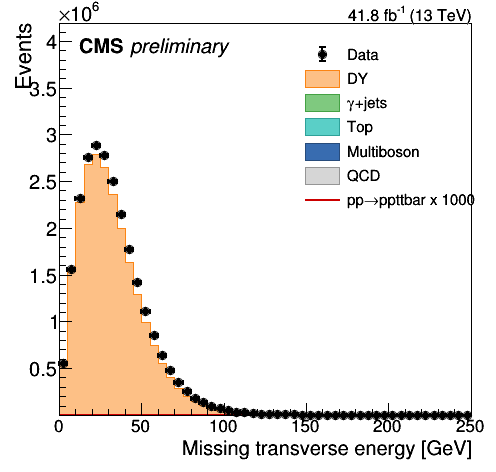 ×10⁶
41.8 fb⁻¹ (13 TeV)
Events
CMS preliminary
Data
DY
γ+jets
Top
Multiboson
QCD
pp→ppttbar x 1000
4
3.5
3
2.5
2
1.5
1
0.5
0 50 100 150 200 250
Missing transverse energy [GeV]